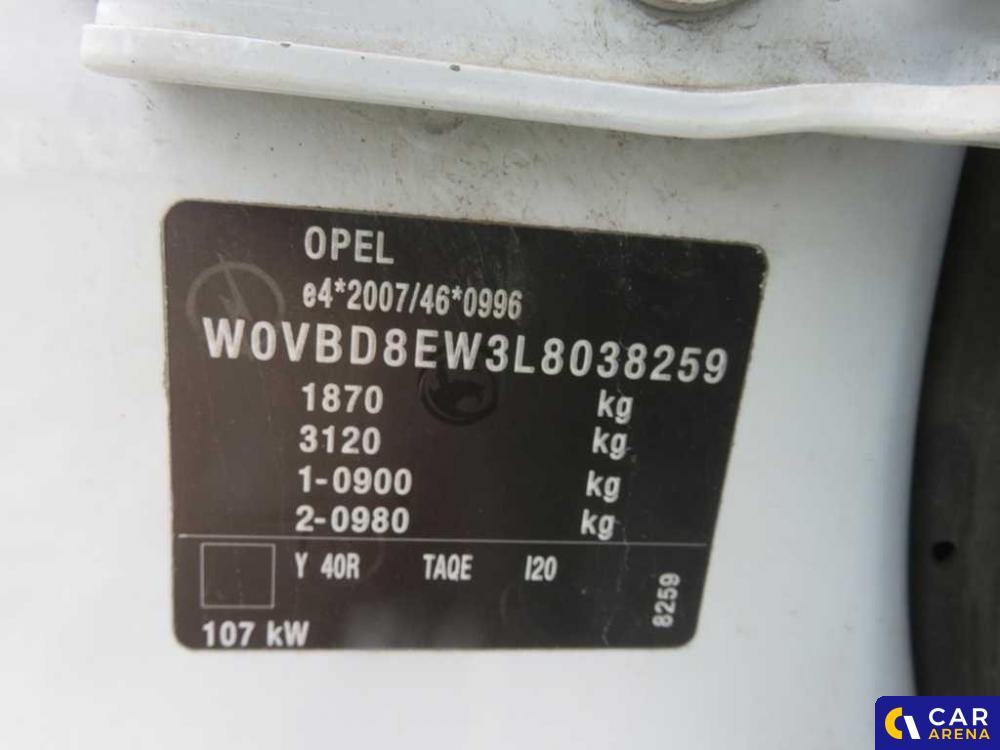 OPEL
e4*2007/46*0996
W0VBD8EW3L8038259
1870 kg
3120 kg
1-0900 kg
2-0980 kg
Y 40R TAQE I20
8259
107 kW
CAR
ARENA